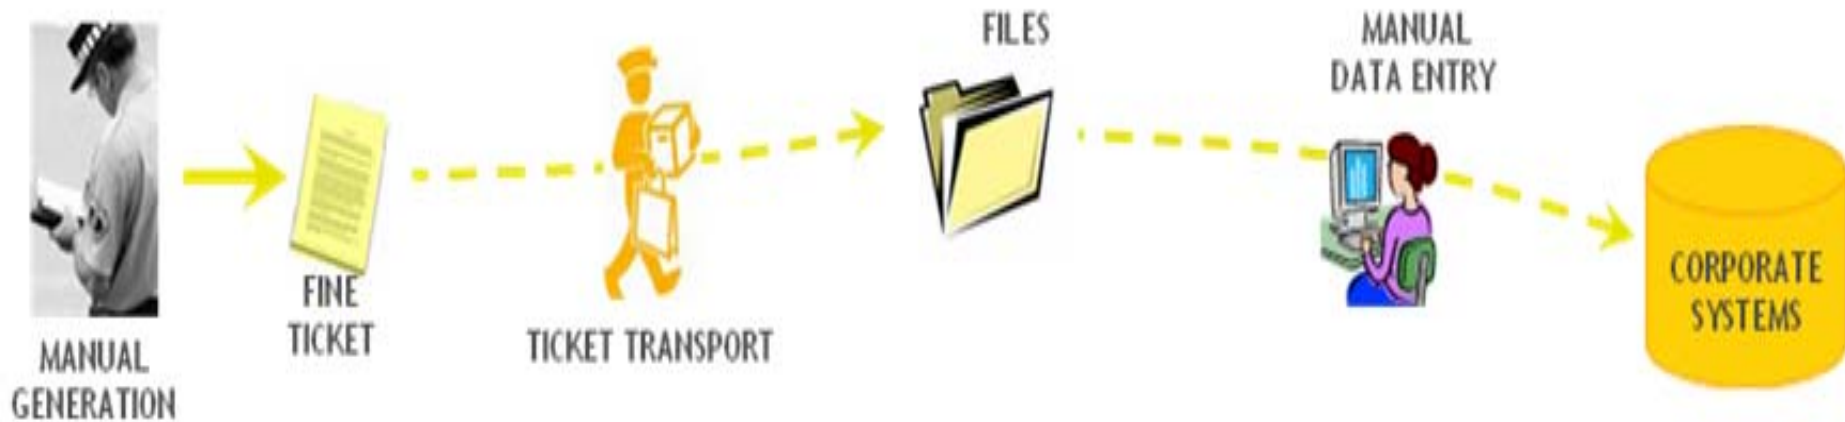 MANUAL
GENERATION
FINE
TICKET
TICKET TRANSPORT
FILES
MANUAL
DATA ENTRY
CORPORATE
SYSTEMS